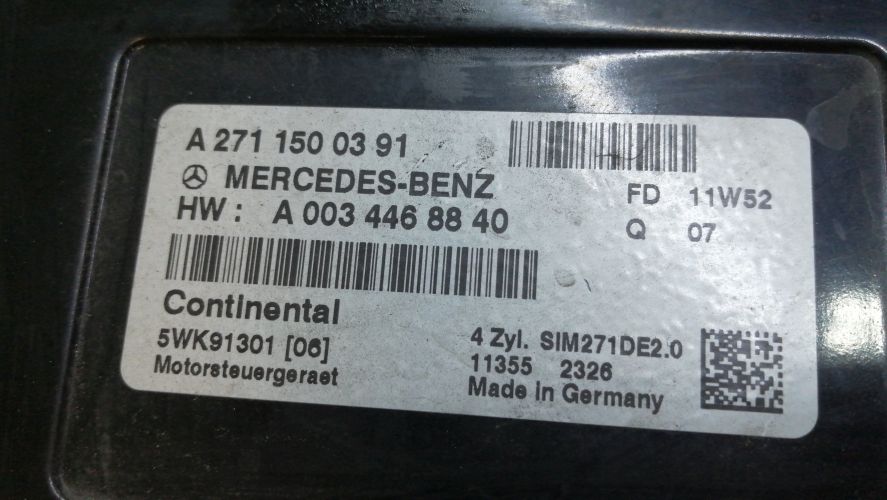 A 271 150 03 91
MERCEDES-BENZ
FD 11W52
HW : A 003 446 88 40
Q 07
Continental
5WK91301 [06]
4 Zyl. SIM271DE2.0
11355 2326
Motorsteuergeraet
Made in Germany